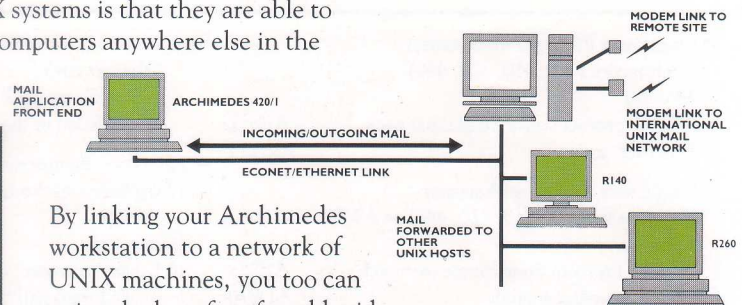 X systems is that they are able to
omputers anywhere else in the
MODEM LINK TO
REMOTE SITE
MAIL
APPLICATION
FRONT END
ARCHIMEDES 420/1
INCOMING/OUTGOING MAIL
ECONET/ETHERNET LINK
MODEM LINK TO
INTERNATIONAL
UNIX MAIL
NETWORK
R140
MAIL
FORWARDED TO
OTHER
UNIX HOSTS
R260
By linking your Archimedes
workstation to a network of
UNIX machines, you too can